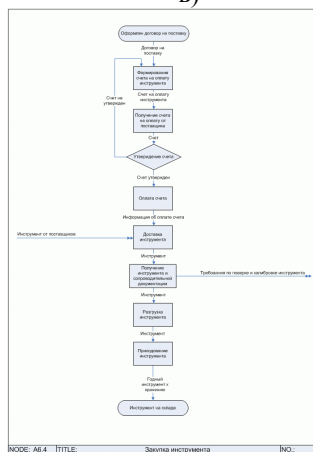 В)
Оформлен договор на поставку
Договор на
поставку
Формирование
счета на оплату
инструмента
Счет не
утвержден
Счет на оплату
инструмента
Получение счета
на оплату от
поставщика
Счет
Утверждение счета
Счет утвержден
Оплата счета
Информация об оплате счета
Инструмент от поставщиков
Доставка
инструмента
Инструмент
Получение
инструмента и
сопроводительной
документации
Требования по поверке и калибровке инструмента
Инструмент
Разгрузка
инструмента
Инструмент
Приходование
инструмента
Годный
инструмент к
хранению
Инструмент на складе
NODE: A6.4 TITLE: Закупка инструмента NO.: